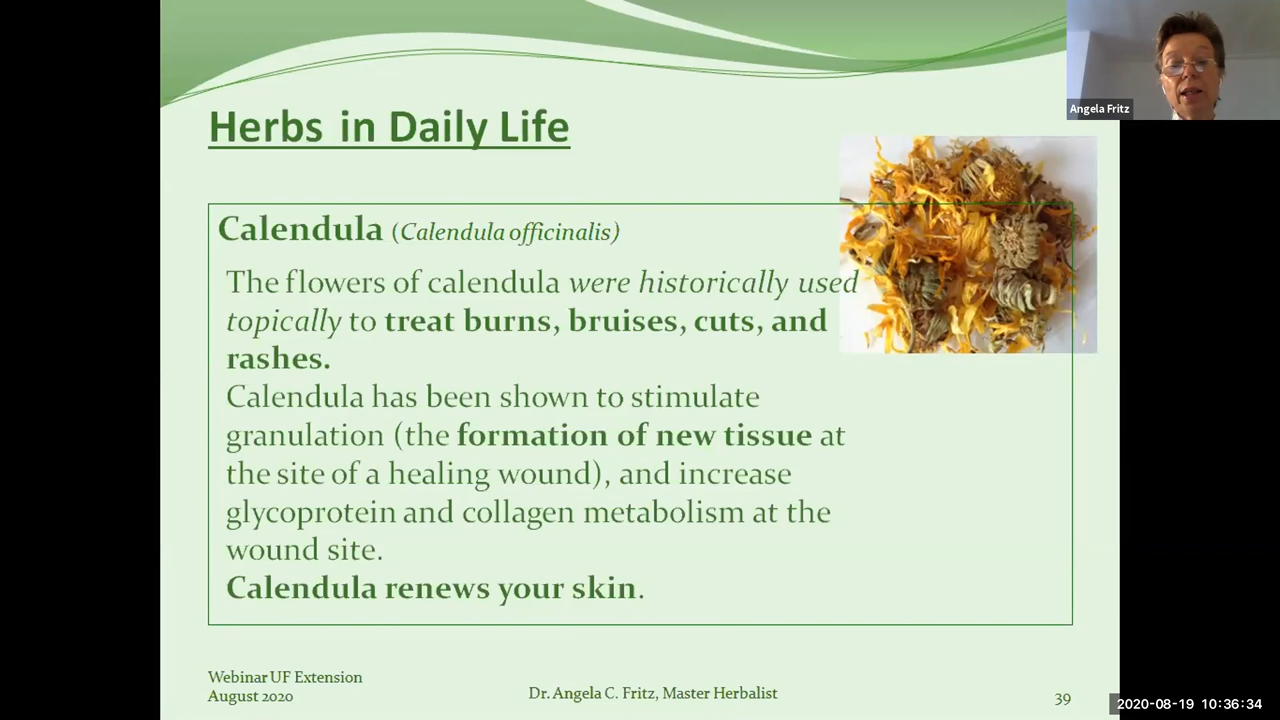 Angela Fritz
Herbs in Daily Life
Calendula (Calendula officinalis)
The flowers of calendula were historically used
topically to treat burns, bruises, cuts, and
rashes.
Calendula has been shown to stimulate
granulation (the formation of new tissue at
the site of a healing wound), and increase
glycoprotein and collagen metabolism at the
wound site.
Calendula renews your skin.
Webinar UF Extension
August 2020
Dr. Angela C. Fritz, Master Herbalist
39
2020-08-19 10:36:34